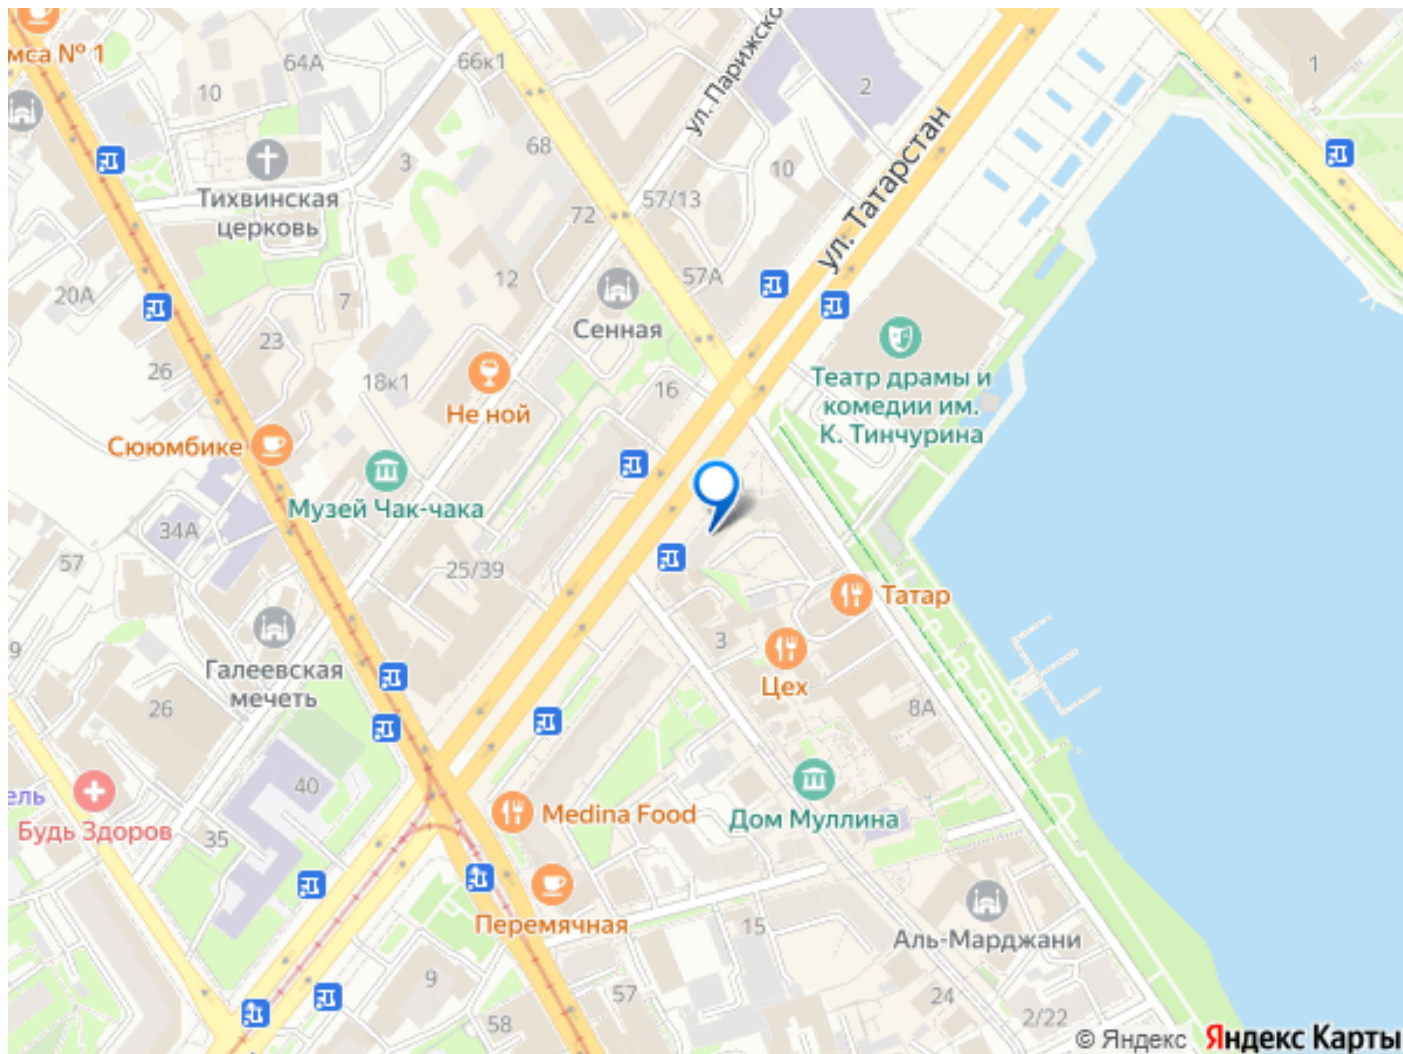 мса № 1
64А
66к1
ул. Парижско
2
1
10
68
3
10
Тихвинская
церковь
57/13
72
ул. Татарстан
12
57А
20А
7
Сенная
23
26
18к1
16
Не ной
Театр драмы и
комедии им.
К. Тинчурина
Сююмбике
Музей Чак-чака
34А
57
25/39
Татар
9
3
Галеевская
мечеть
Цех
26
8А
40
ель
Будь Здоров
35
Medina Food
Дом Муллина
Перемячная
15
Аль-Марджани
9
57
58
24
2/22
© Яндекс Яндекс Карты